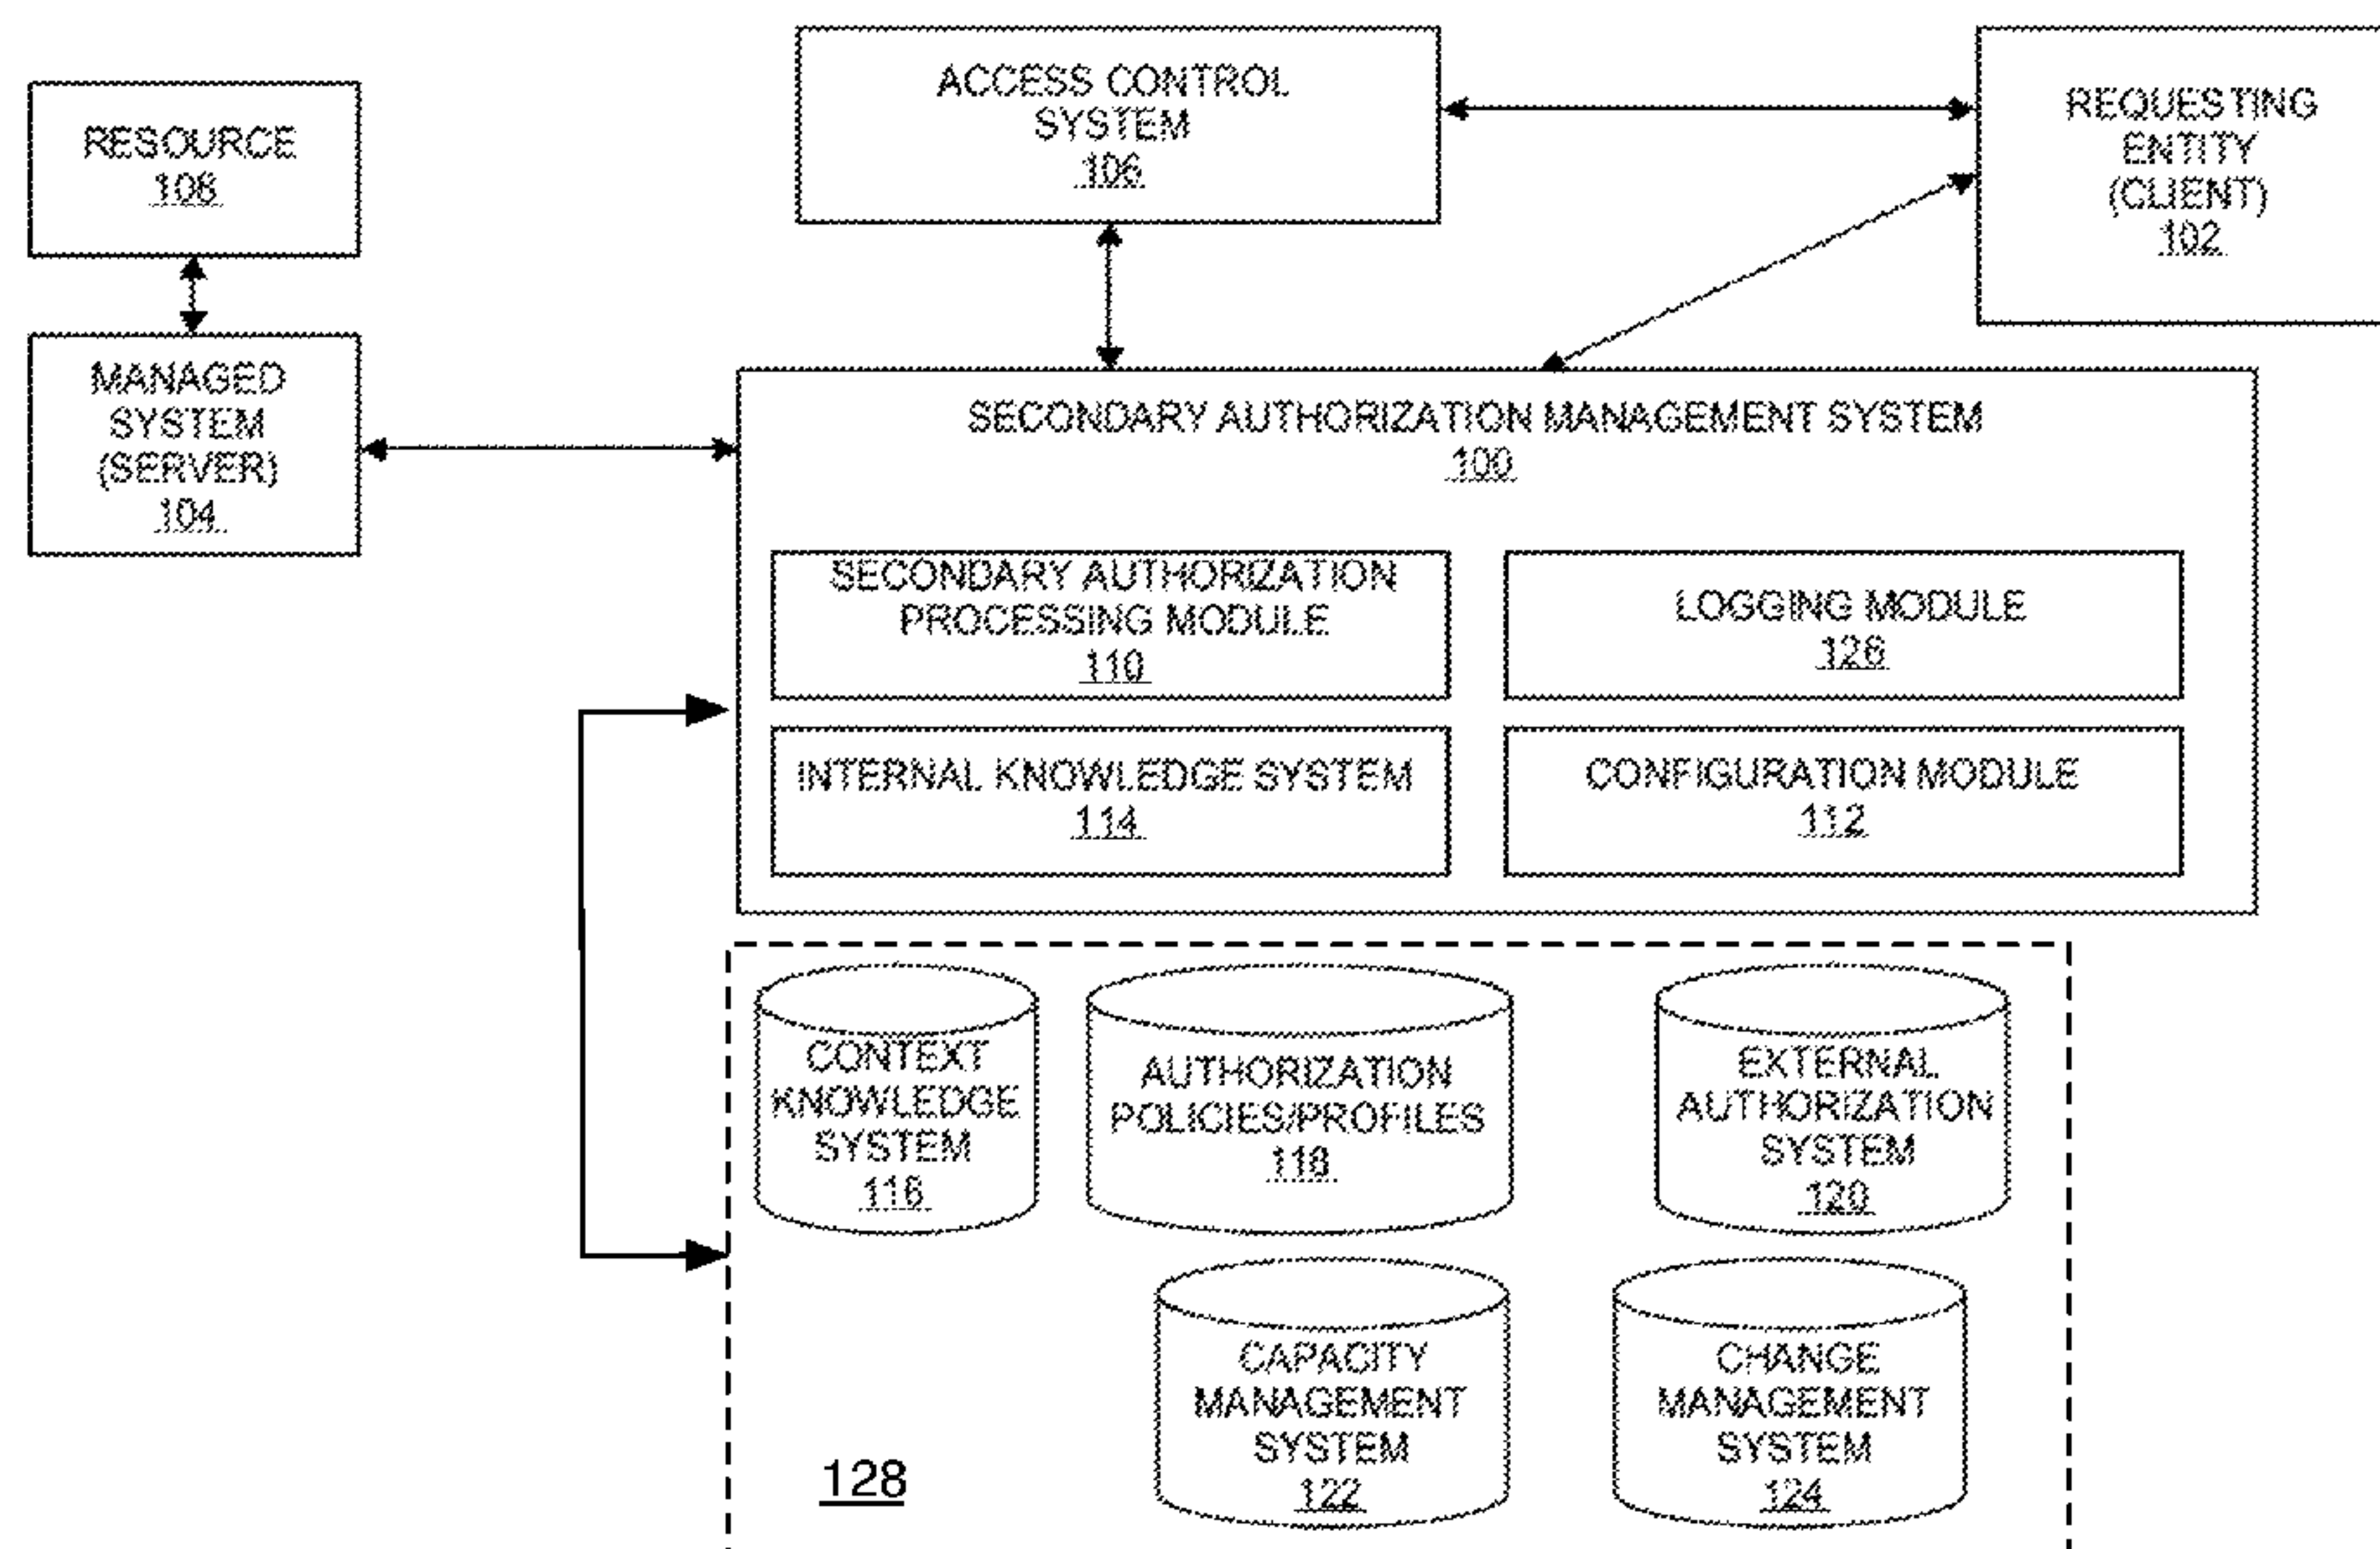 ACCESS CONTROL
SYSTEM
106
REQUESTING
ENTITY
(CLIENT)
102
RESOURCE
108
MANAGED
SYSTEM
(SERVER)
104
SECONDARY AUTHORIZATION MANAGEMENT SYSTEM
100
SECONDARY AUTHORIZATION
PROCESSING MODULE
110
LOGGING MODULE
126
INTERNAL KNOWLEDGE SYSTEM
114
CONFIGURATION MODULE
112
CONTEXT
KNOWLEDGE
SYSTEM
116
AUTHORIZATION
POLICIES/PROFILES
118
EXTERNAL
AUTHORIZATION
SYSTEM
120
CAPACITY
MANAGEMENT
SYSTEM
122
CHANGE
MANAGEMENT
SYSTEM
124
128